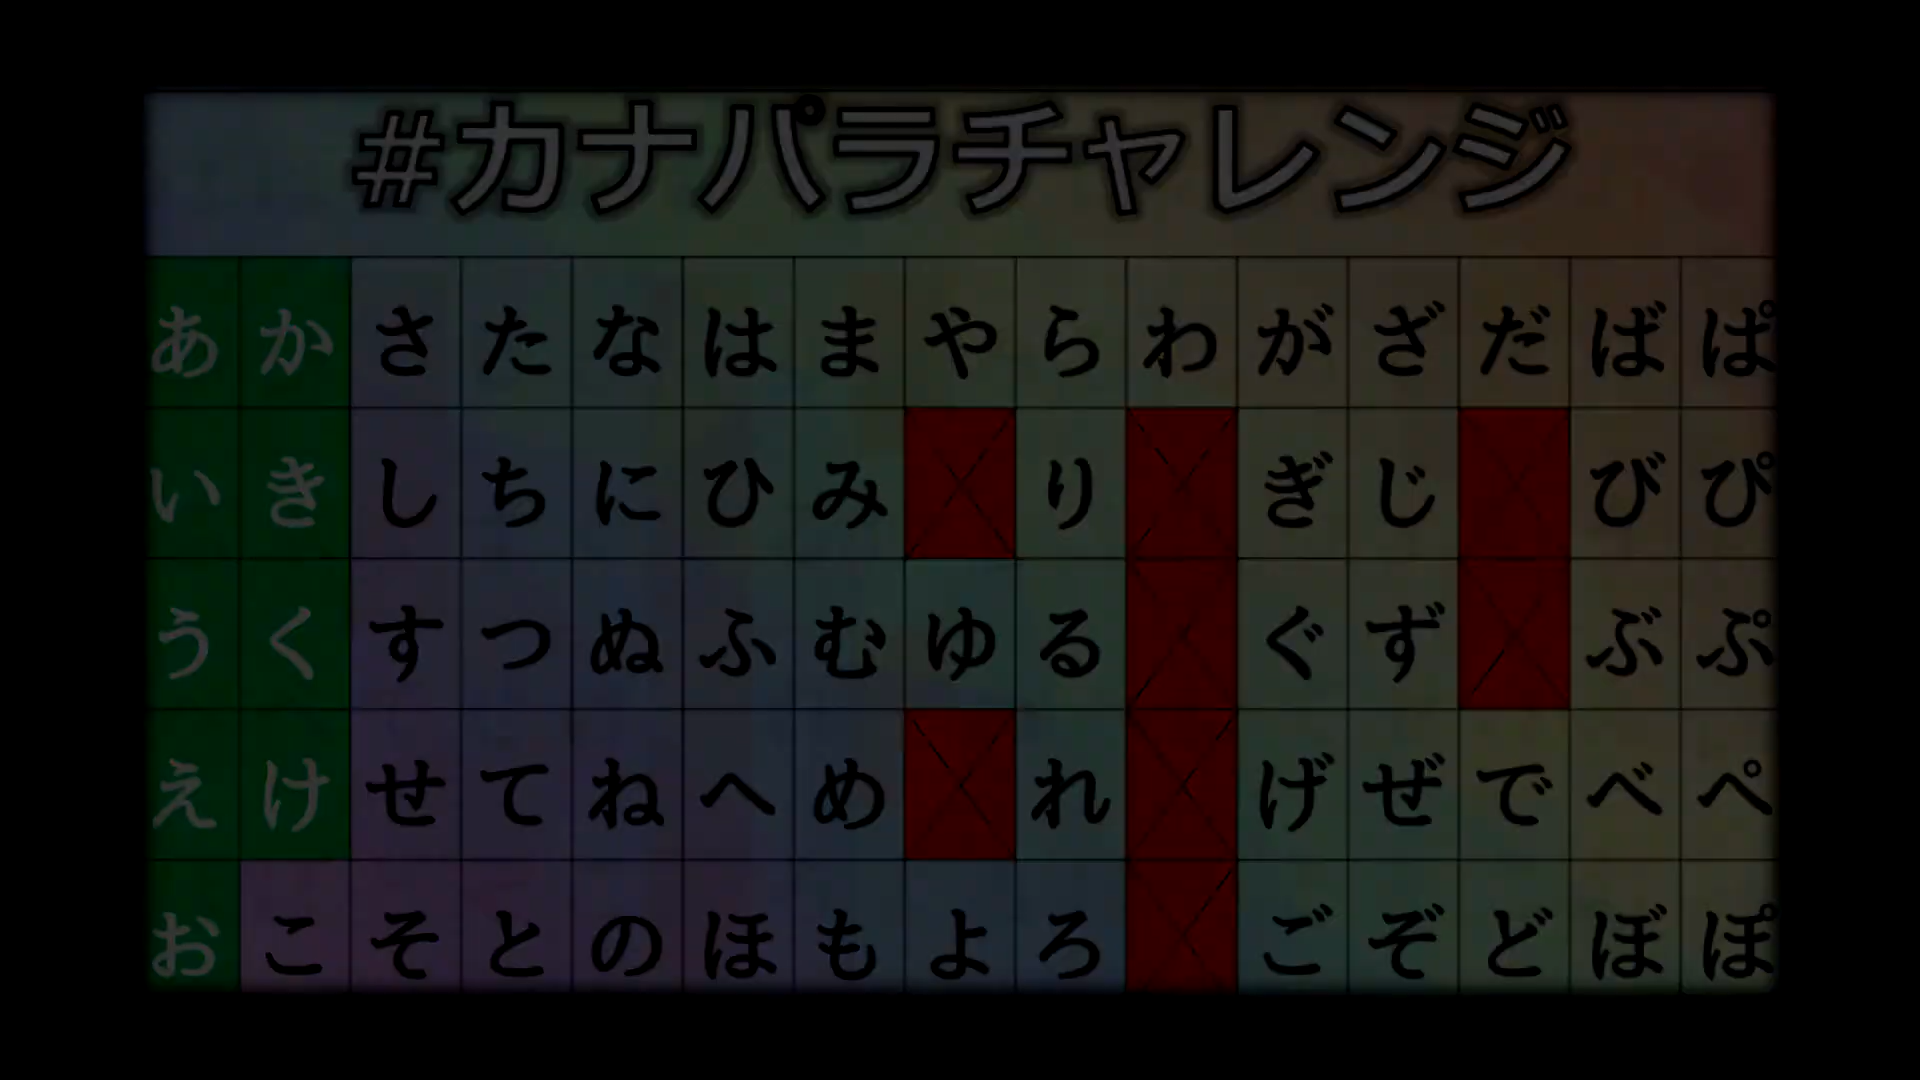 #カナパラチャレンジ
あ か さ た な は ま や ら わ が ざ だ ば ぱ
い き し ち に ひ み り ぎ じ び ぴ
う く す つ ぬ ふ む ゆ る ぐ ず ぶ ぷ
え け せ て ね へ め れ げ ぜ で べ ぺ
お こ そ と の ほ も よ ろ ご ぞ ど ぼ ぽ